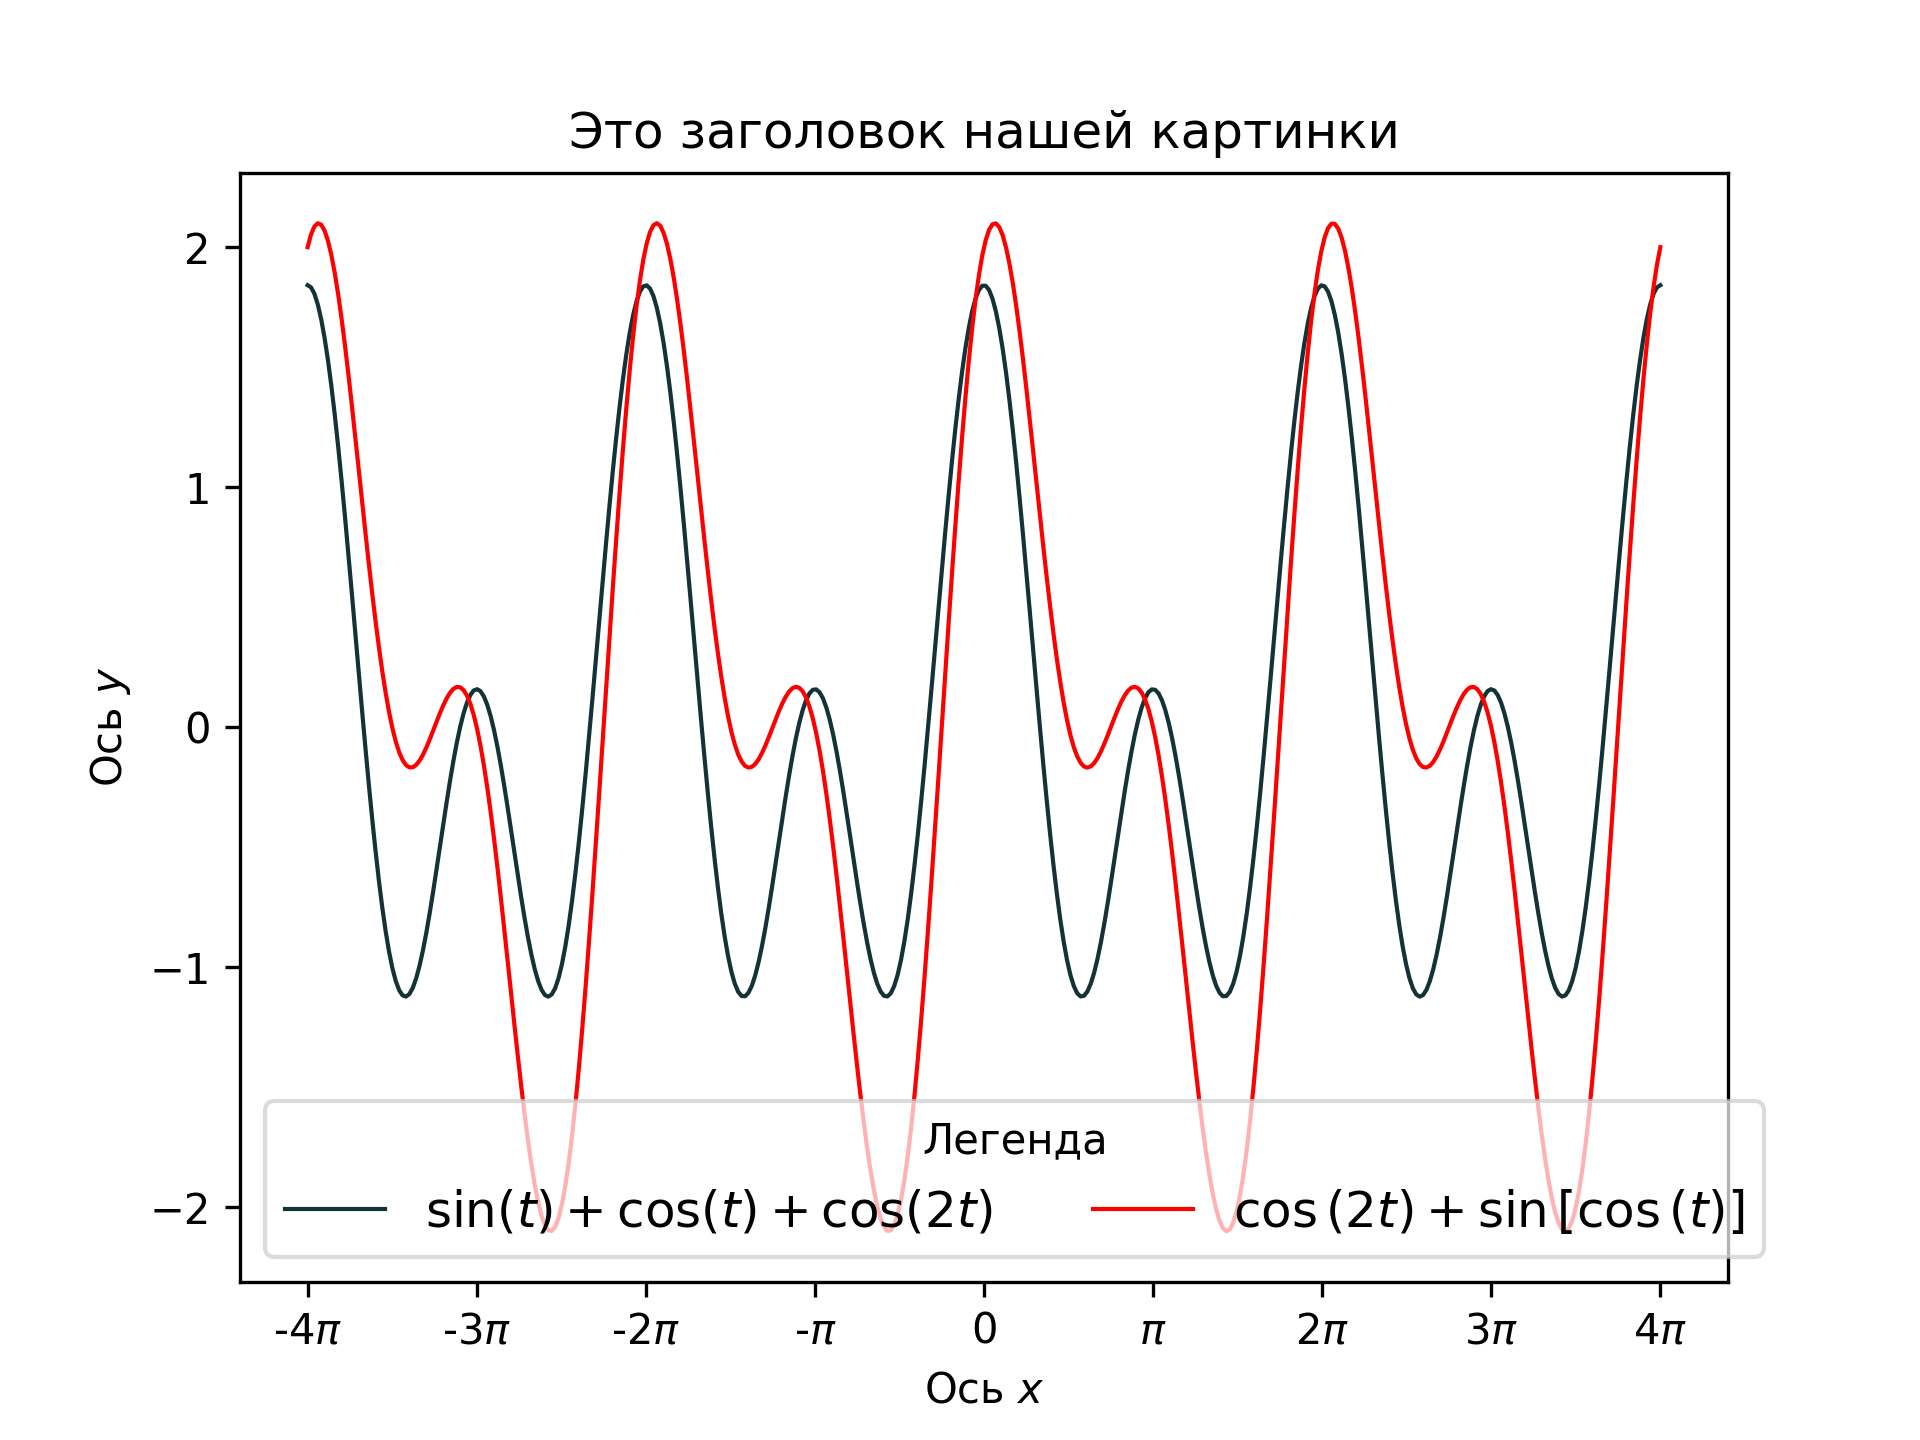 Это заголовок нашей картинки
Ось y
2
1
0
−1
−2
Легенда
sin(t) + cos(t) + cos(2t)
cos (2t) + sin [cos (t)]
-4π -3π -2π -π 0 π 2π 3π 4π
Ось x